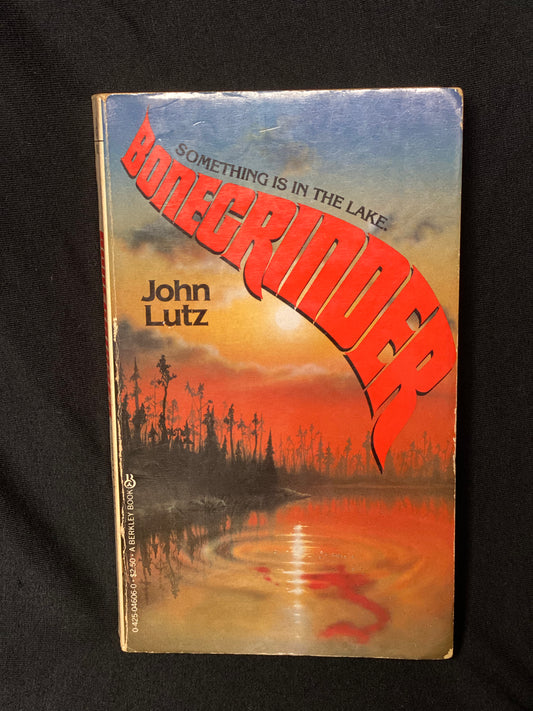 SOMETHING IS IN THE LAKE.
BONEGRINDER
John
Lutz
0-425-04606-0 • $2.50 • A BERKLEY BOOK